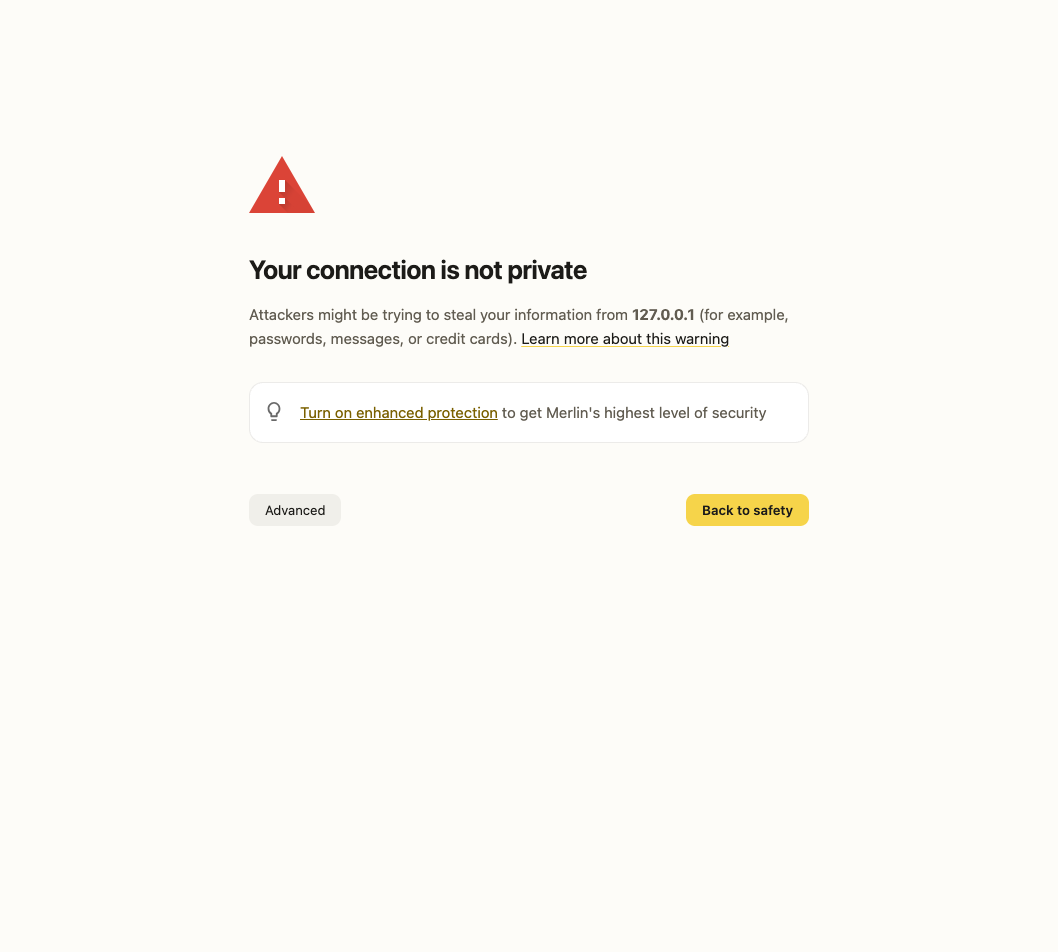 Your connection is not private
Attackers might be trying to steal your information from 127.0.0.1 (for example,
passwords, messages, or credit cards). Learn more about this warning
Turn on enhanced protection to get Merlin's highest level of security
Advanced
Back to safety